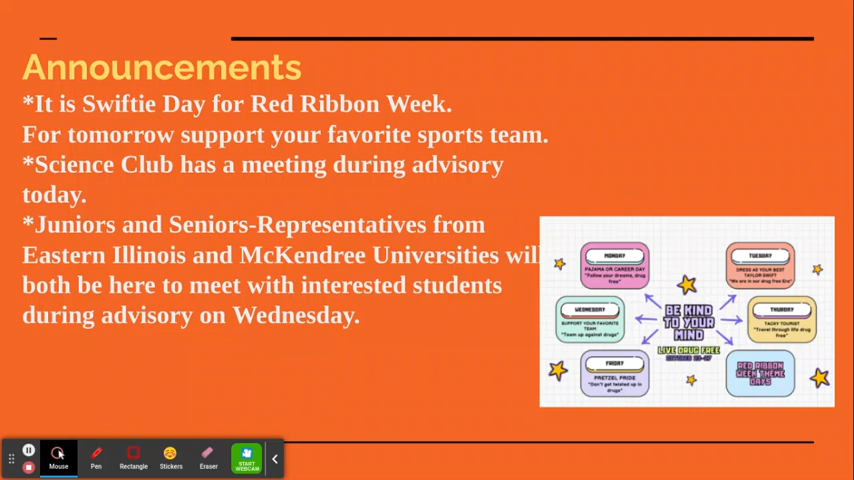 Announcements
*It is Swiftie Day for Red Ribbon Week.
For tomorrow support your favorite sports team.
*Science Club has a meeting during advisory
today.
*Juniors and Seniors-Representatives from
Eastern Illinois and McKendree Universities will
both be here to meet with interested students
during advisory on Wednesday.
MONDAY
PAJAMA OR CAREER DAY
"Follow your dreams, drug
free"
TUESDAY
DRESS AS YOUR BEST
TAYLOR SWIFT
"We are in our drug free Era"
WEDNESDAY
SUPPORT YOUR FAVORITE
TEAM
"Team up against drugs"
BE KIND
TO YOUR
MIND
LIVE DRUG FREE
THURSDAY
TACKY TOURIST
"Travel through life drug
free"
FRIDAY
PRETZEL PRIDE
"Don't get twisted up in
drugs"
RED RIBBON
WEEK THEME
DAYS
Mouse
Pen
Rectangle
Stickers
Eraser
START
WEBCAM